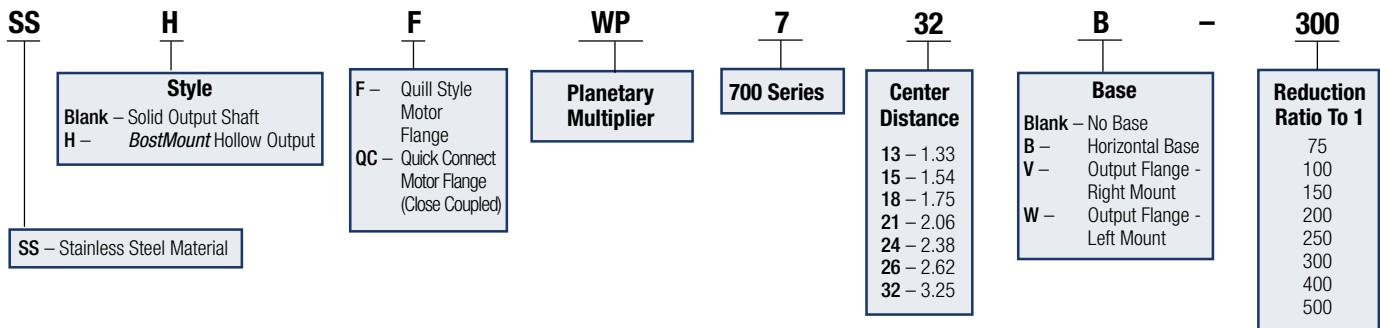 SS H F WP 7 32 B – 300
Style
Blank – Solid Output Shaft
H – BostMount Hollow Output
SS – Stainless Steel Material
F – Quill Style
Motor
Flange
QC – Quick Connect
Motor Flange
(Close Coupled)
Planetary
Multiplier
700 Series
Center
Distance
13 – 1.33
15 – 1.54
18 – 1.75
21 – 2.06
24 – 2.38
26 – 2.62
32 – 3.25
Base
Blank – No Base
B – Horizontal Base
V – Output Flange -
Right Mount
W – Output Flange -
Left Mount
Reduction
Ratio To 1
75
100
150
200
250
300
400
500